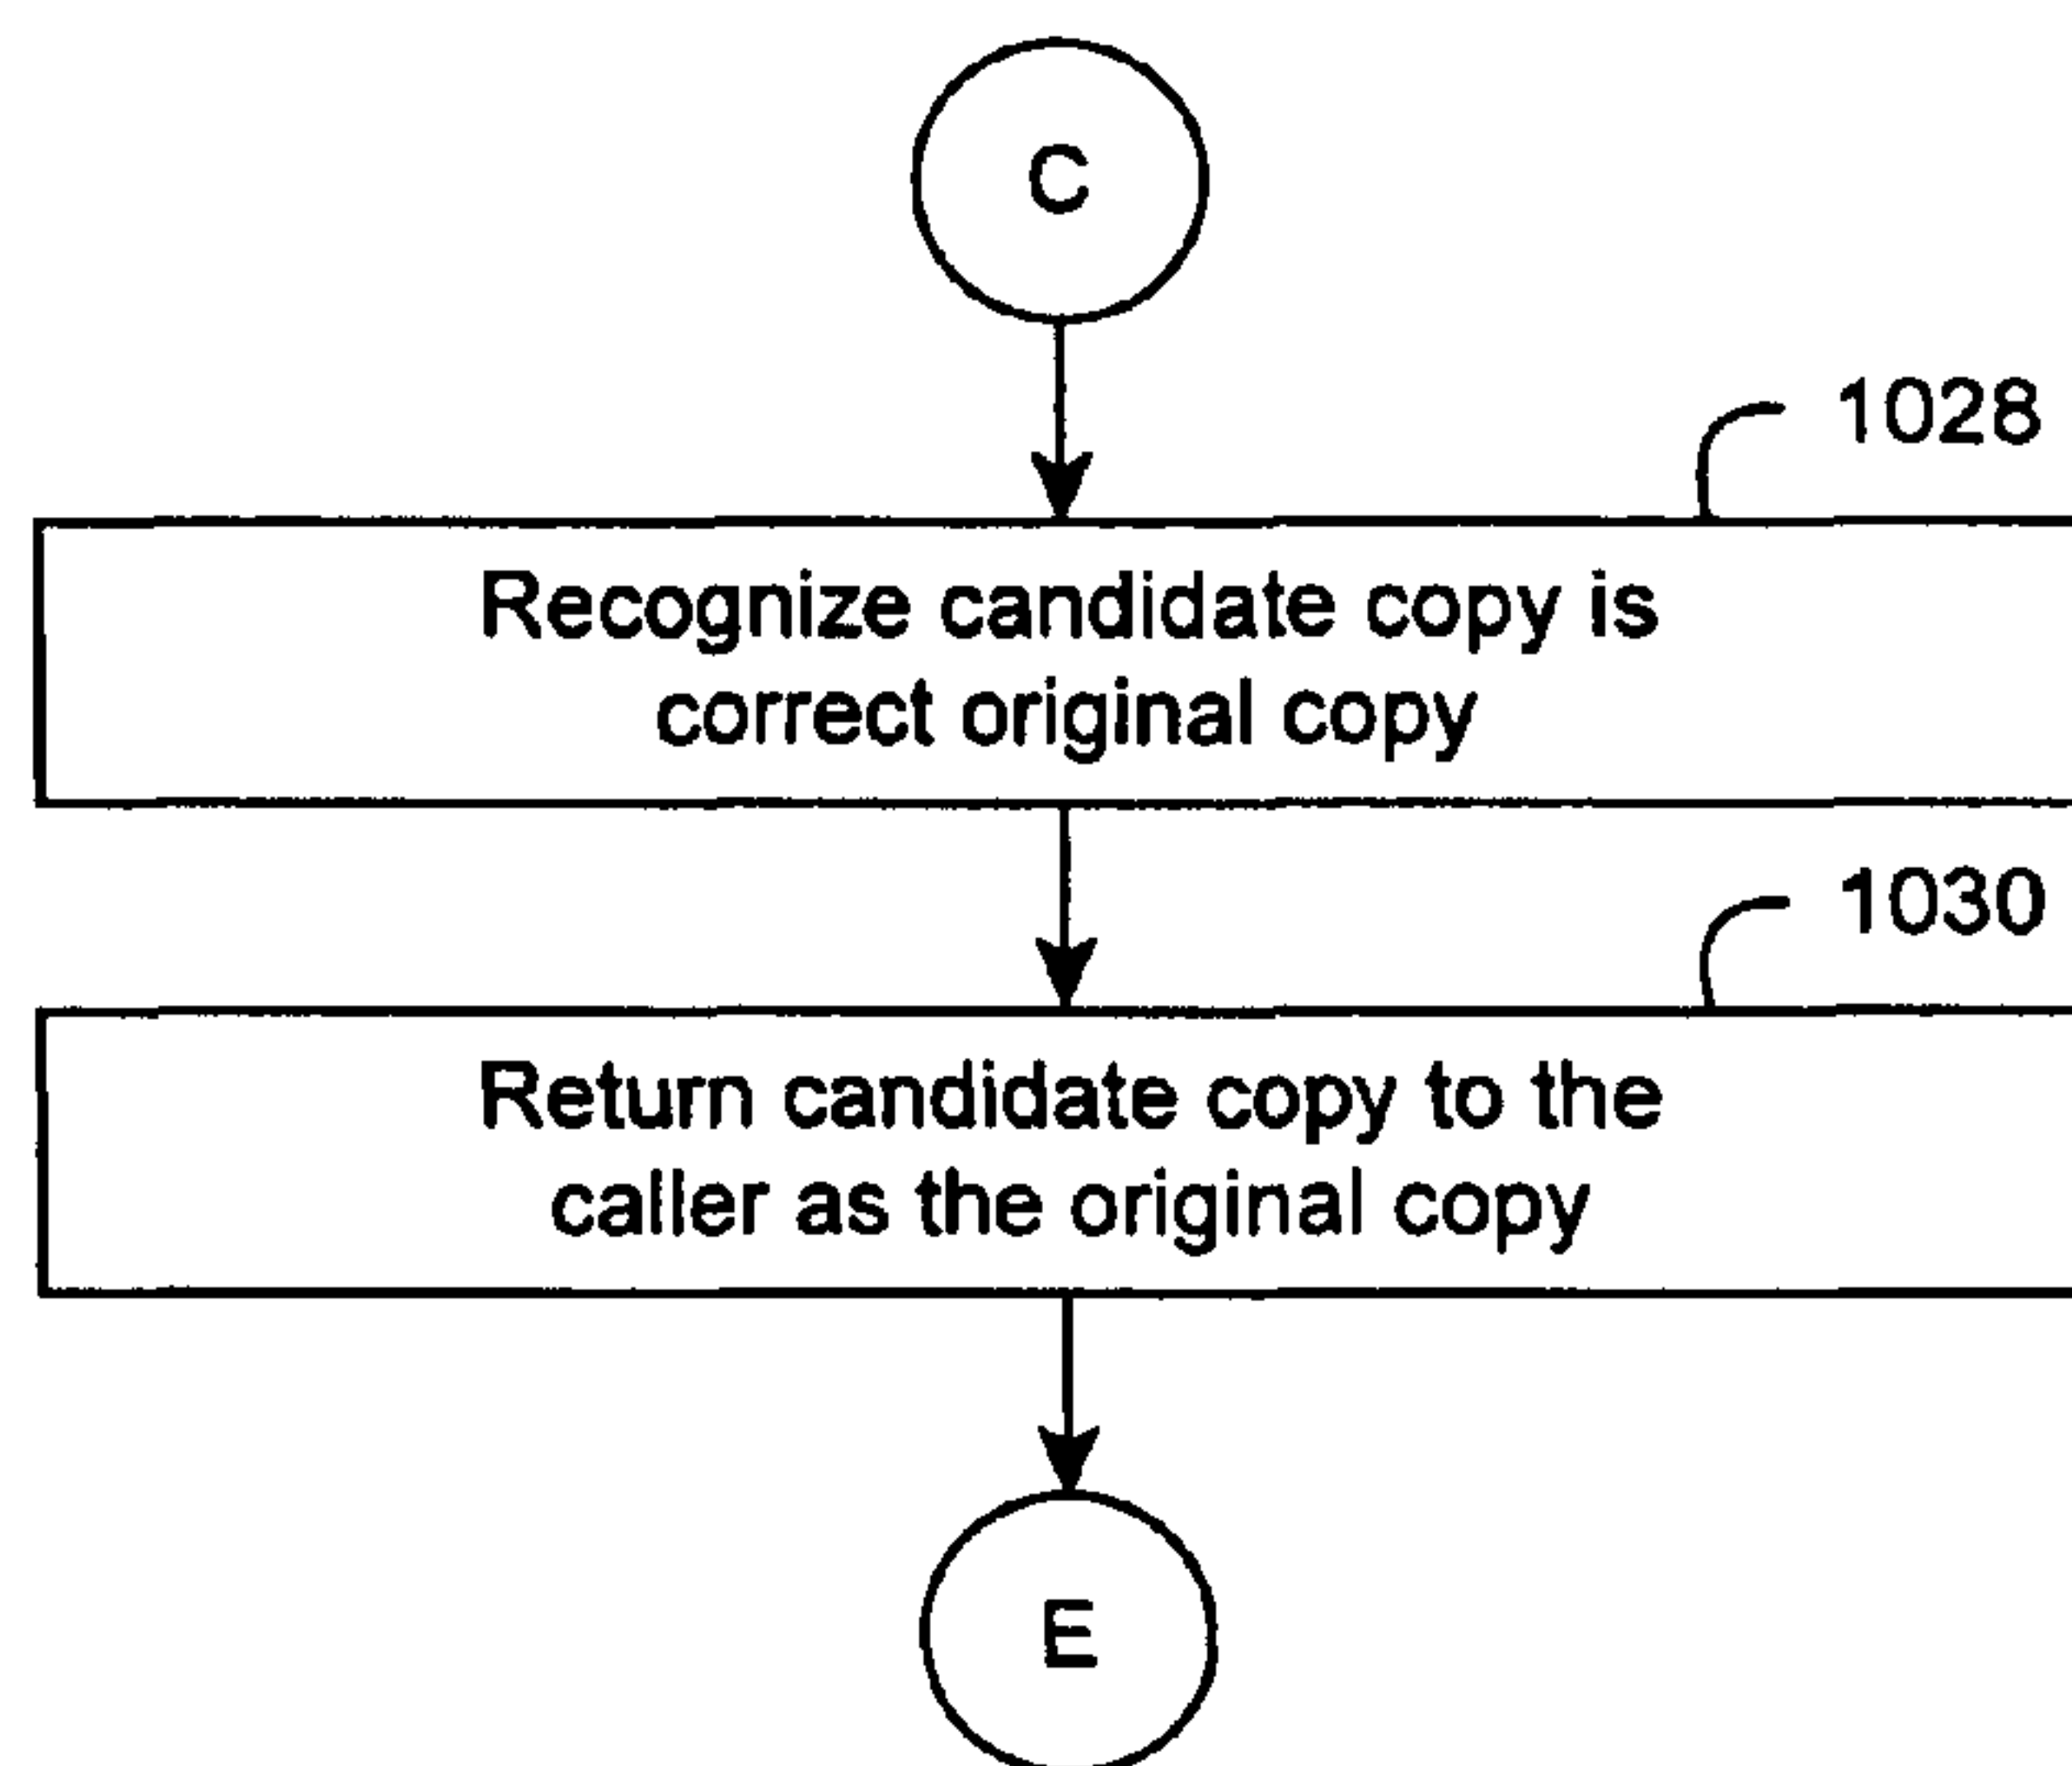 C
1028
Recognize candidate copy is
correct original copy
1030
Return candidate copy to the
caller as the original copy
E